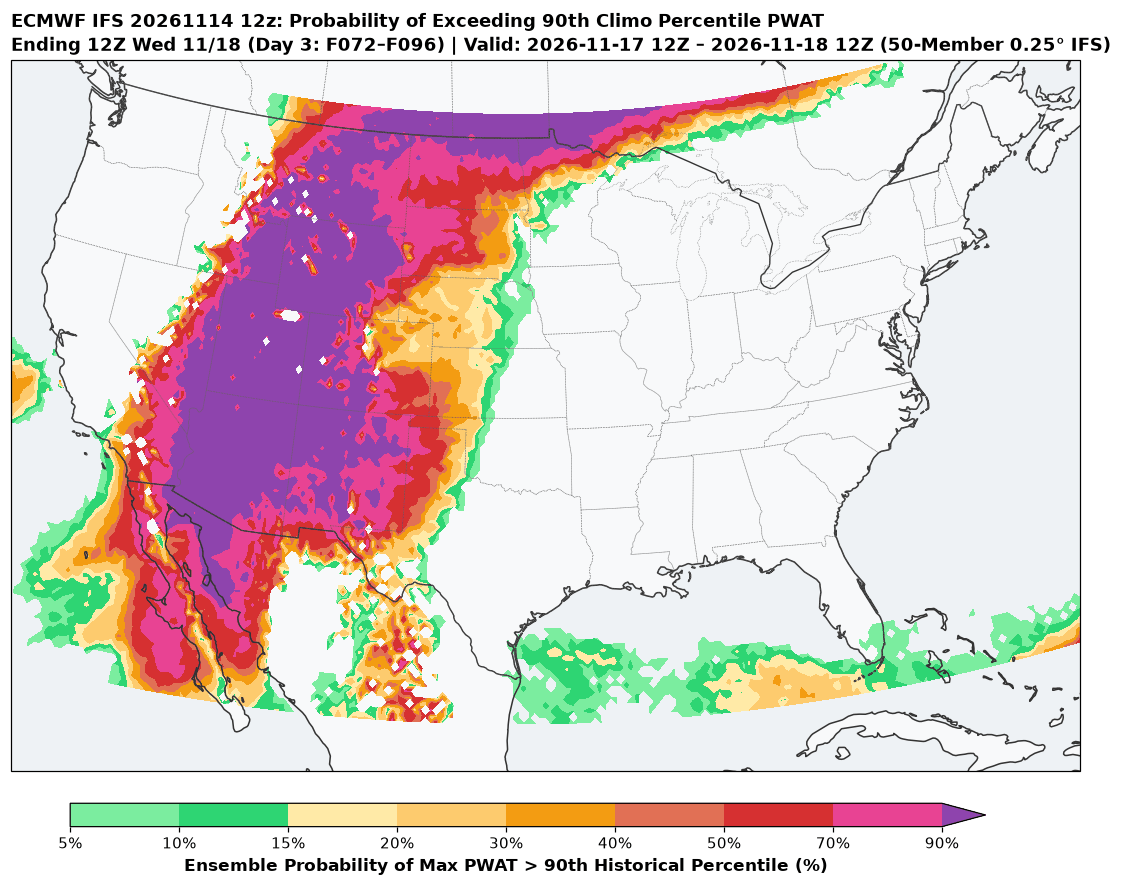 ECMWF IFS 20261114 12z: Probability of Exceeding 90th Climo Percentile PWAT
Ending 12Z Wed 11/18 (Day 3: F072–F096) | Valid: 2026-11-17 12Z – 2026-11-18 12Z (50-Member 0.25° IFS)
5% 10% 15% 20% 30% 40% 50% 70% 90%
Ensemble Probability of Max PWAT > 90th Historical Percentile (%)